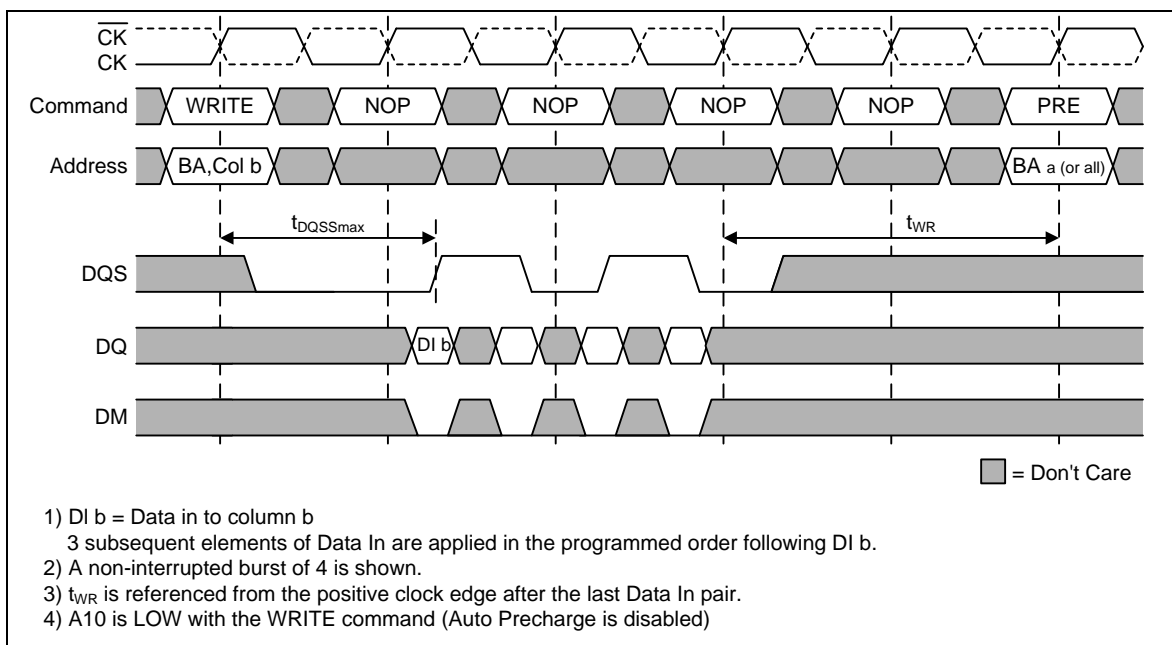 CK
CK
Command WRITE NOP NOP NOP NOP PRE
Address BA,Col b BA a (or all)
tDQSSmax tWR
DQS
DQ DI b
DM
= Don't Care
1) DI b = Data in to column b
3 subsequent elements of Data In are applied in the programmed order following DI b.
2) A non-interrupted burst of 4 is shown.
3) tWR is referenced from the positive clock edge after the last Data In pair.
4) A10 is LOW with the WRITE command (Auto Precharge is disabled)